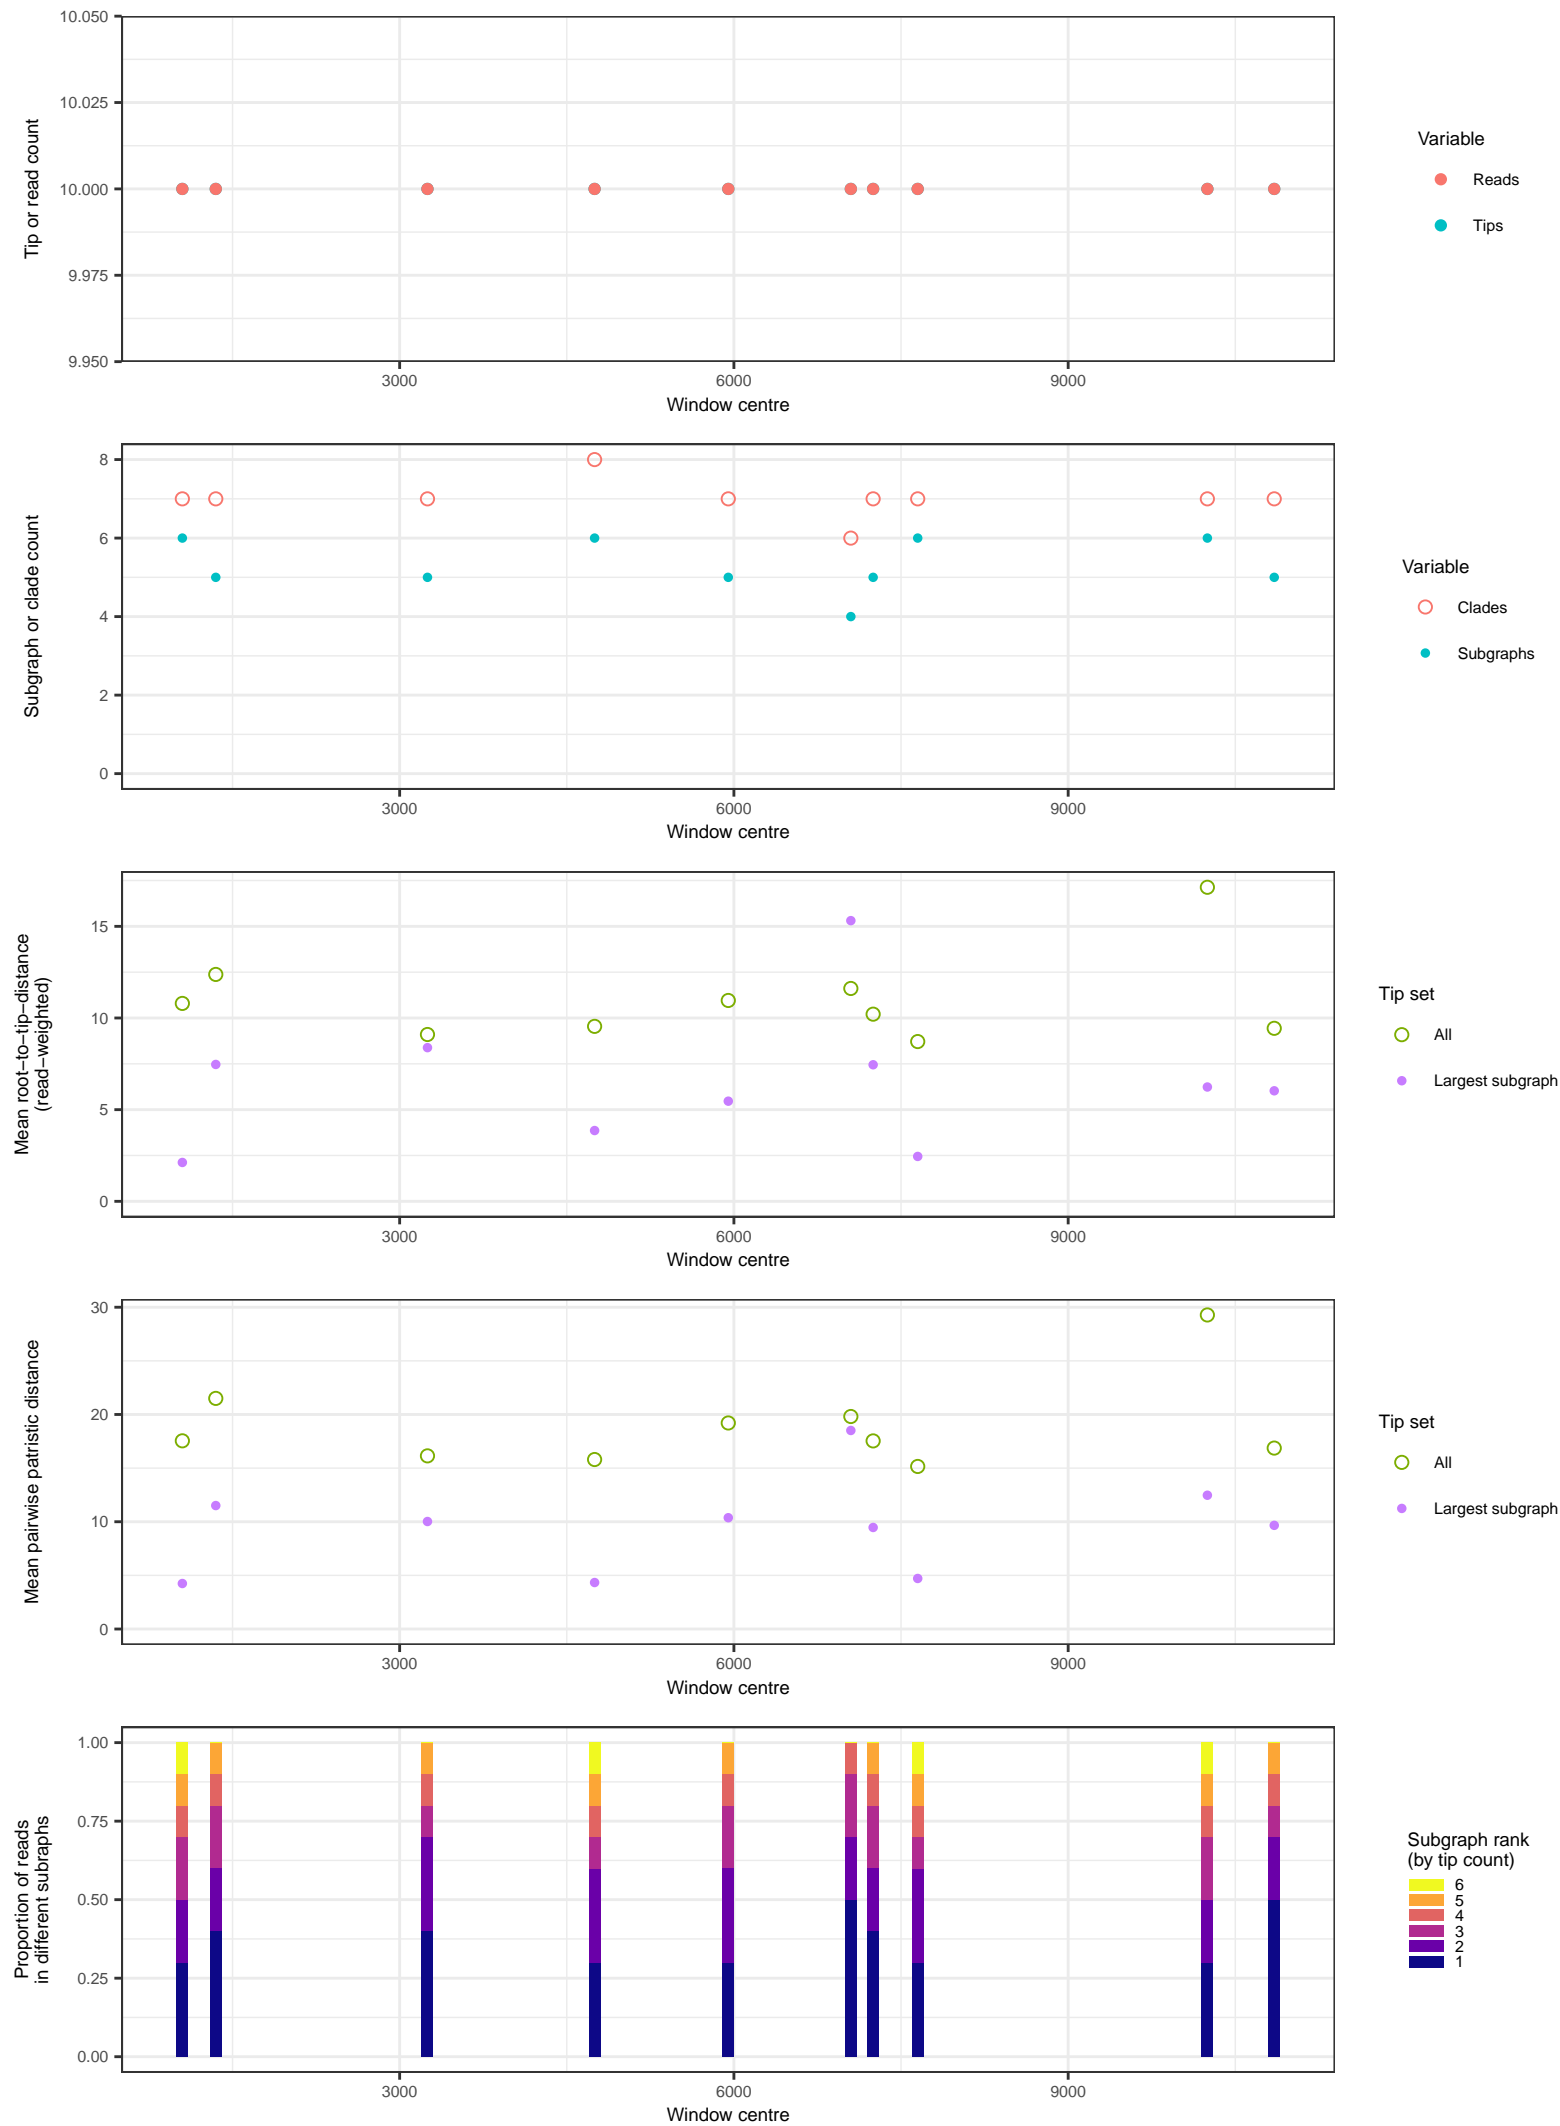 10.050
10.025
10.000
9.975
9.950
Tip or read count
3000 6000 9000
Window centre
Variable
Reads
Tips
8
6
4
2
0
Subgraph or clade count
3000 6000 9000
Window centre
Variable
Clades
Subgraphs
15
10
5
0
Mean root−to−tip−distance
(read−weighted)
3000 6000 9000
Window centre
Tip set
All
Largest subgraph
30
20
10
0
Mean pairwise patristic distance
3000 6000 9000
Window centre
Tip set
All
Largest subgraph
1.00
0.75
0.50
0.25
0.00
Proportion of reads
in different subraphs
3000 6000 9000
Window centre
Subgraph rank
(by tip count)
6
5
4
3
2
1